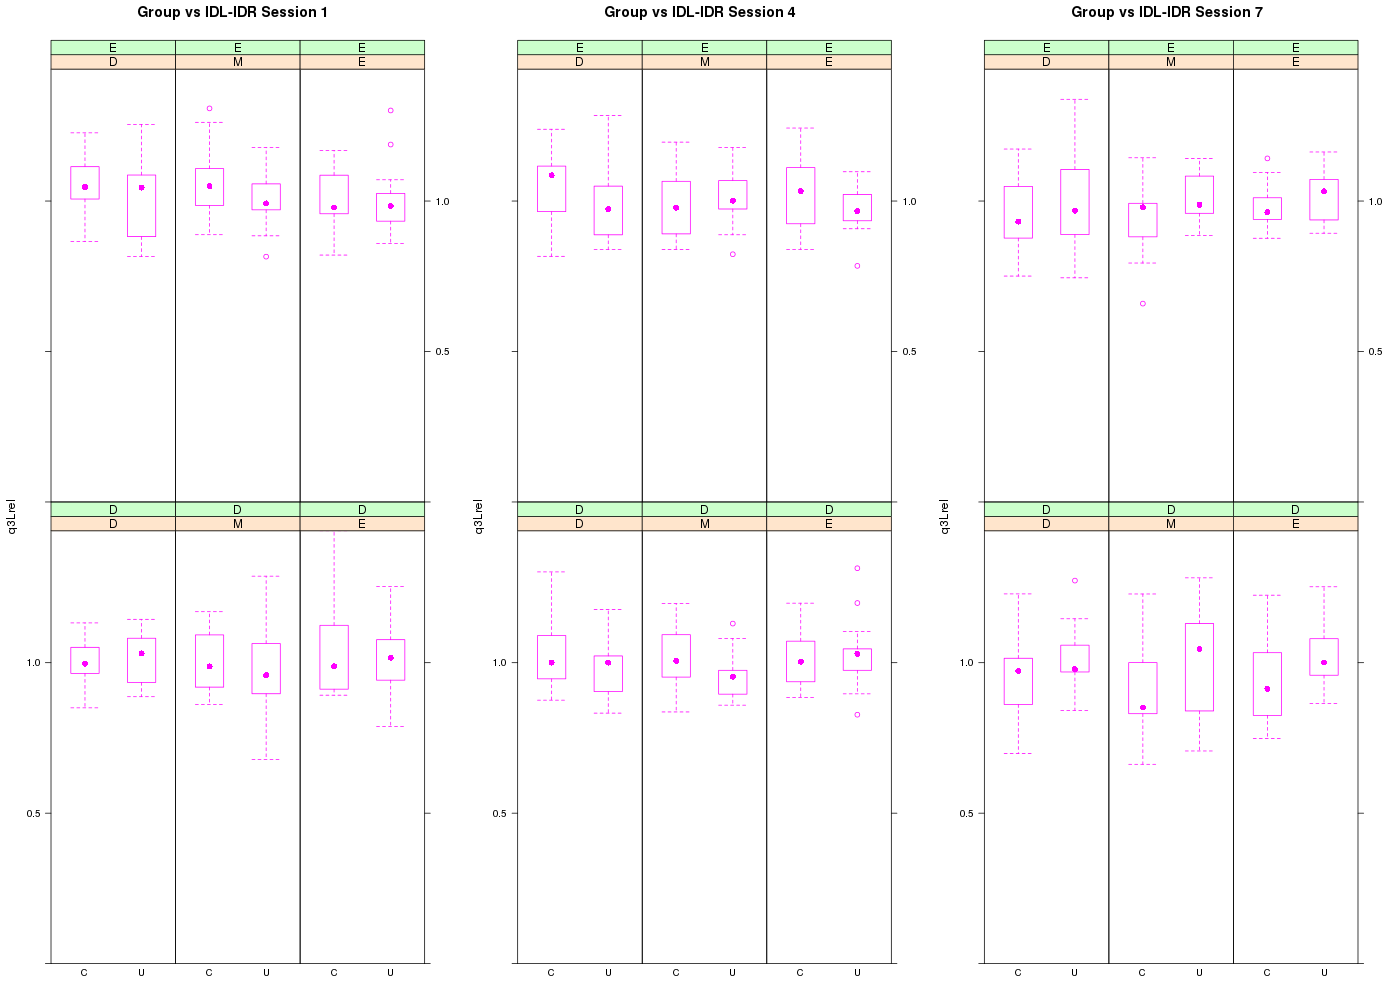 Group vs IDL-IDR Session 1 Group vs IDL-IDR Session 4 Group vs IDL-IDR Session 7
E E E E E E E E E
D M E D M E D M E
1.0 1.0 1.0
0.5 0.5 0.5
q3Lrel q3Lrel q3Lrel
D D D D D D D D D
D M E D M E D M E
1.0 1.0 1.0
0.5 0.5 0.5
C U C U C U C U C U C U C U C U C U